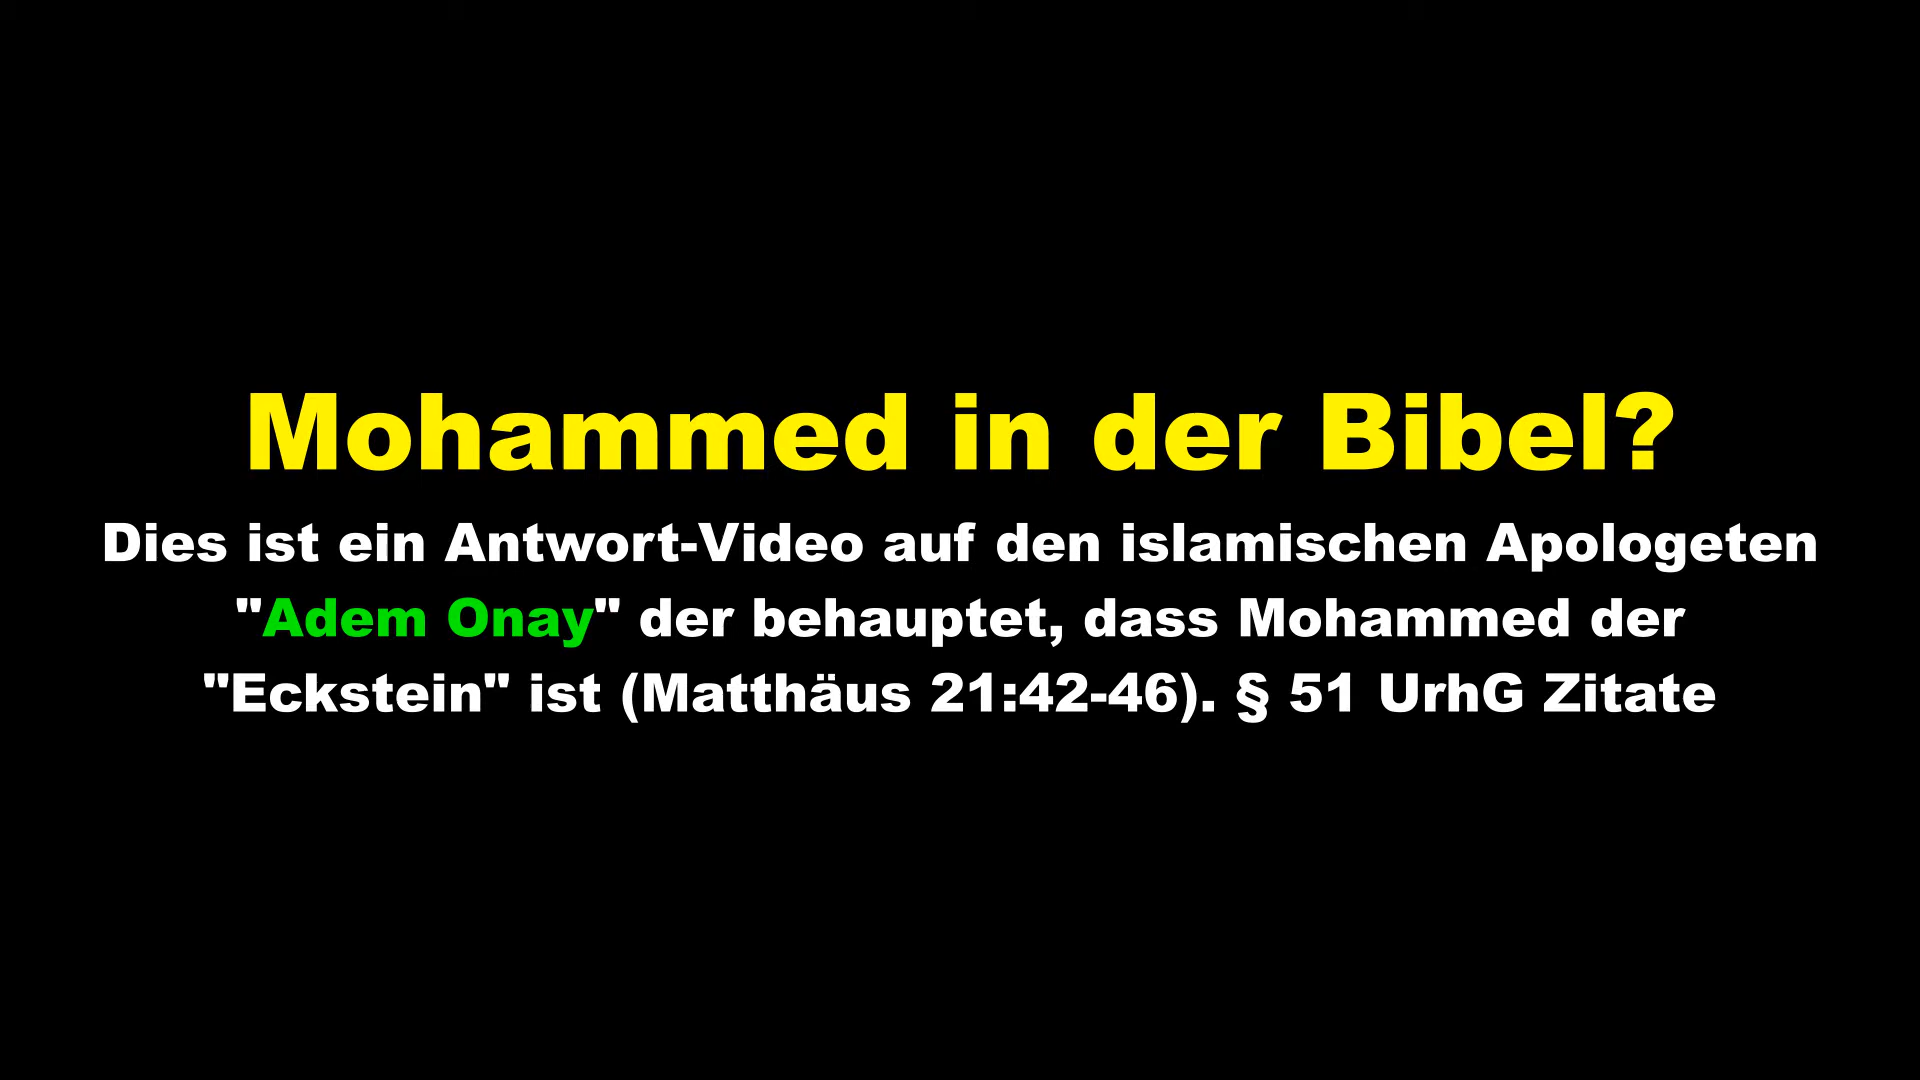 Mohammed in der Bibel?
Dies ist ein Antwort-Video auf den islamischen Apologeten
"Adem Onay" der behauptet, dass Mohammed der
"Eckstein" ist (Matthäus 21:42-46). § 51 UrhG Zitate